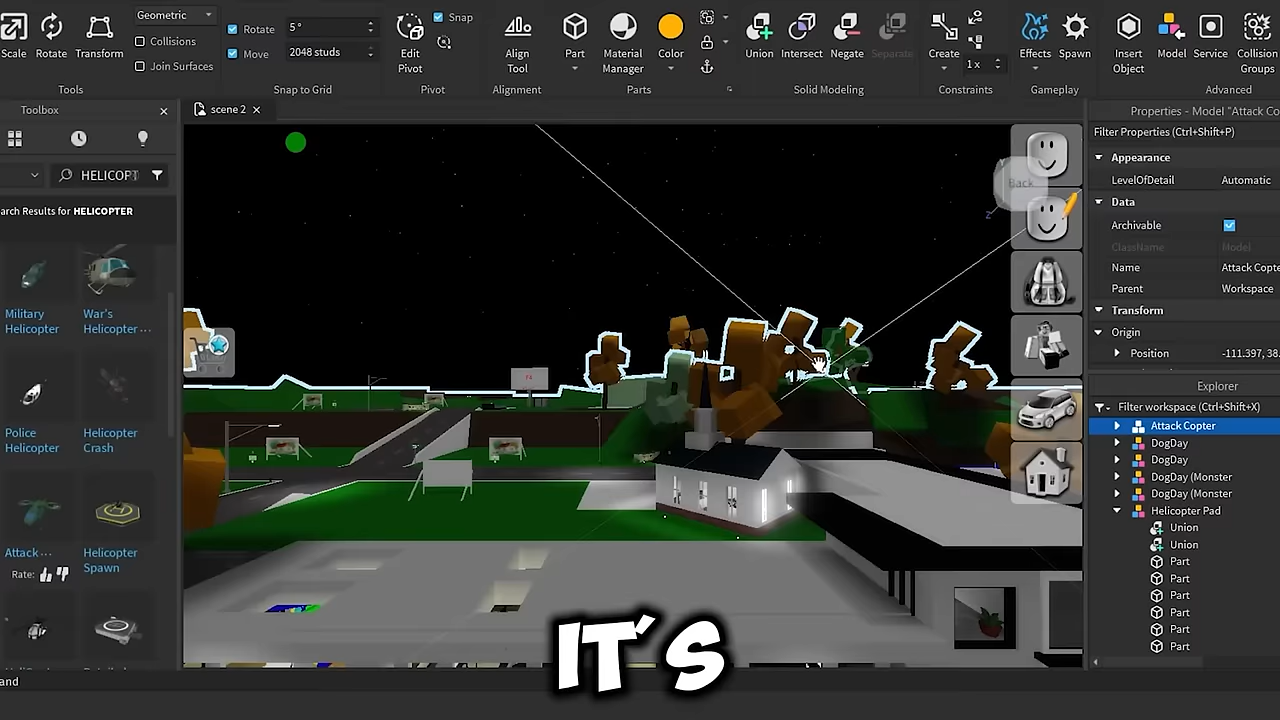 Scale
Rotate
Transform
Geometric
Collisions
Join Surfaces
Tools
Rotate
5 °
Move
2048 studs
Snap to Grid
Edit
Pivot
Snap
Pivot
Align
Tool
Alignment
Part
Material
Manager
Color
Parts
Union
Intersect
Negate
Separate
Solid Modeling
Create
1 x
Constraints
Effects
Spawn
Gameplay
Insert
Object
Model
Service
Collision
Groups
Advanced
Toolbox
HELICOPT
arch Results for HELICOPTER
Military
Helicopter
War's
Helicopter ...
Police
Helicopter
Helicopter
Crash
Attack ...
Rate:
Helicopter
Spawn
and
scene 2
Back
IT'S
Properties - Model "Attack Co
Filter Properties (Ctrl+Shift+P)
Appearance
LevelOfDetail Automatic
Data
Archivable
ClassName Model
Name Attack Copte
Parent Workspace
Transform
Origin
Position -111.397, 38.
Explorer
Filter workspace (Ctrl+Shift+X)
Attack Copter
DogDay
DogDay
DogDay (Monster
DogDay (Monster
Helicopter Pad
Union
Union
Part
Part
Part
Part
Part
Part